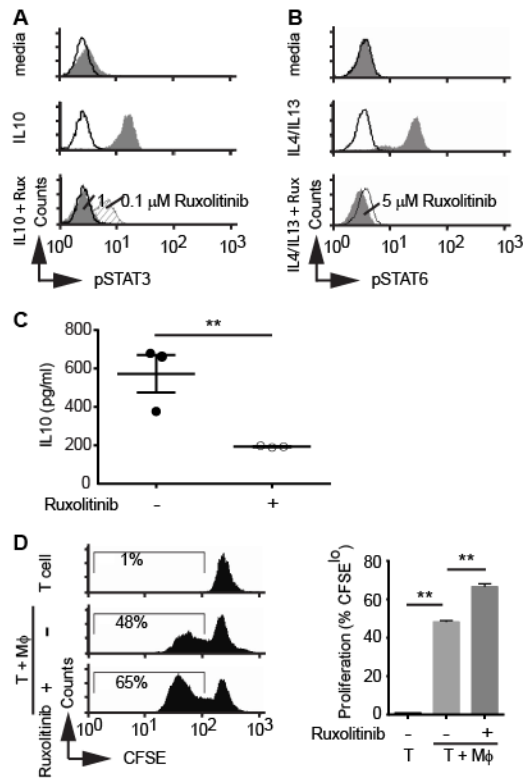 A
media
IL10
IL10 + Rux
Counts
1
0.1 μM Ruxolitinib
10⁰ 10¹ 10² 10³
pSTAT3
B
media
IL4/IL13
IL4/IL13 + Rux
Counts
5 μM Ruxolitinib
10⁰ 10¹ 10² 10³
pSTAT6
C
**
IL10 (pg/ml)
800
600
400
200
0
Ruxolitinib - +
D
T cell
1%
T + Mϕ
-
48%
Ruxolitinib +
65%
Counts
10⁰ 10¹ 10² 10³
CFSE
Proliferation (% CFSEˡᵒ)
80
60
40
20
0
**
**
Ruxolitinib - - +
T T + Mϕ